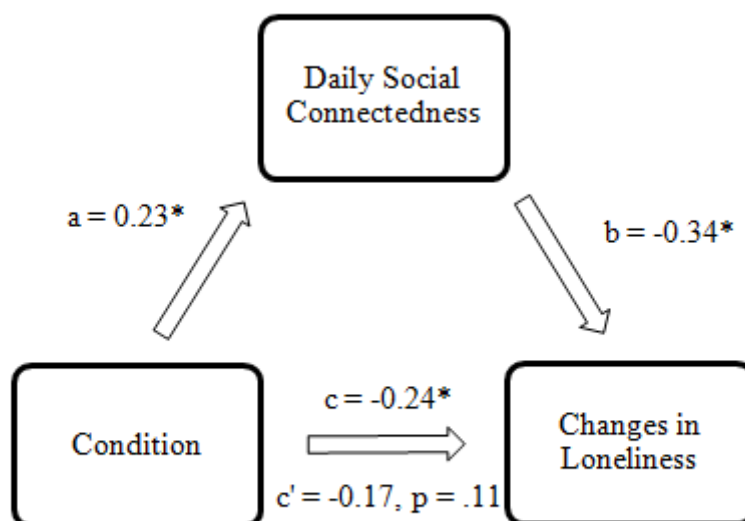 Daily Social
Connectedness
a = 0.23*
b = -0.34*
Condition
c = -0.24*
c' = -0.17, p = .11
Changes in
Loneliness